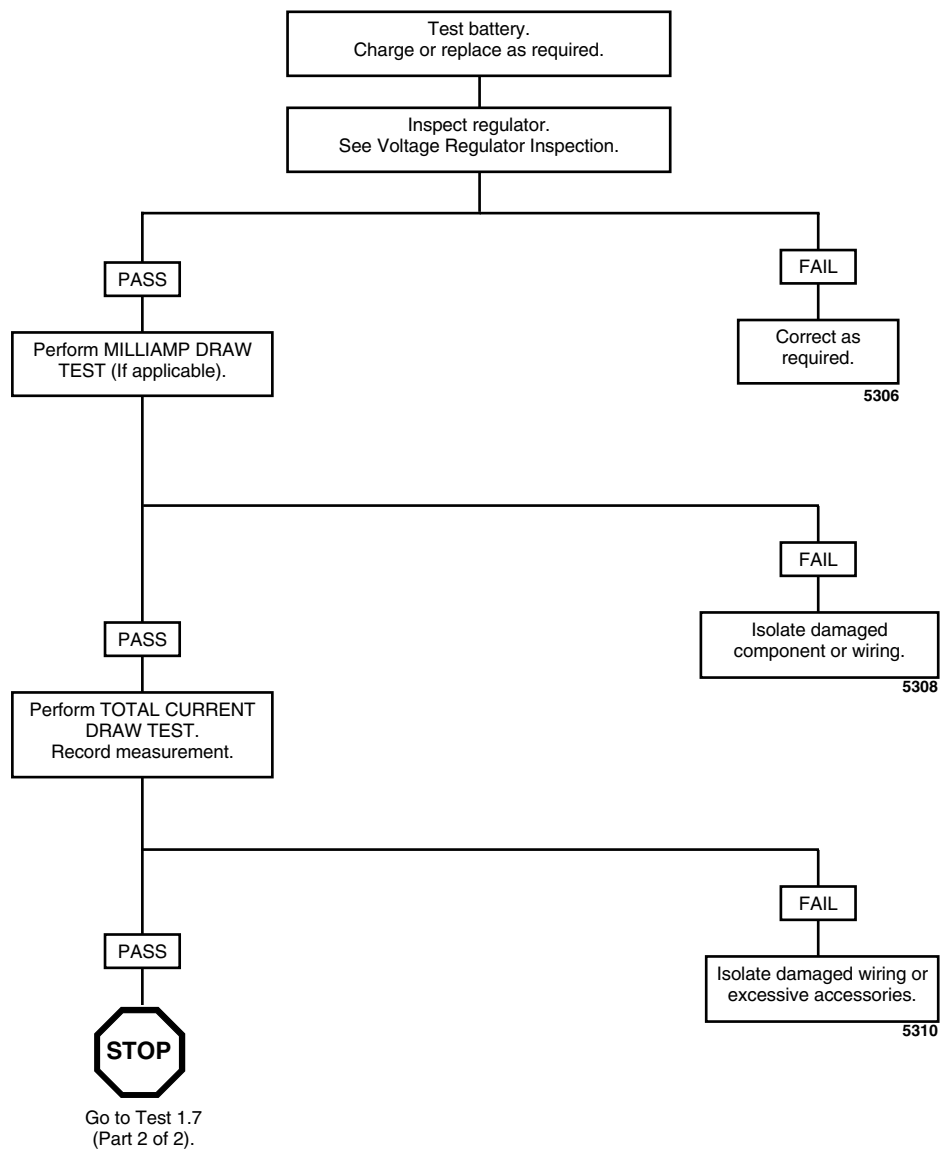 Test battery.
Charge or replace as required.
Inspect regulator.
See Voltage Regulator Inspection.
PASS
FAIL
Perform MILLIAMP DRAW
TEST (If applicable).
Correct as
required.
5306
FAIL
PASS
Isolate damaged
component or wiring.
5308
Perform TOTAL CURRENT
DRAW TEST.
Record measurement.
FAIL
PASS
Isolate damaged wiring or
excessive accessories.
5310
STOP
Go to Test 1.7
(Part 2 of 2).